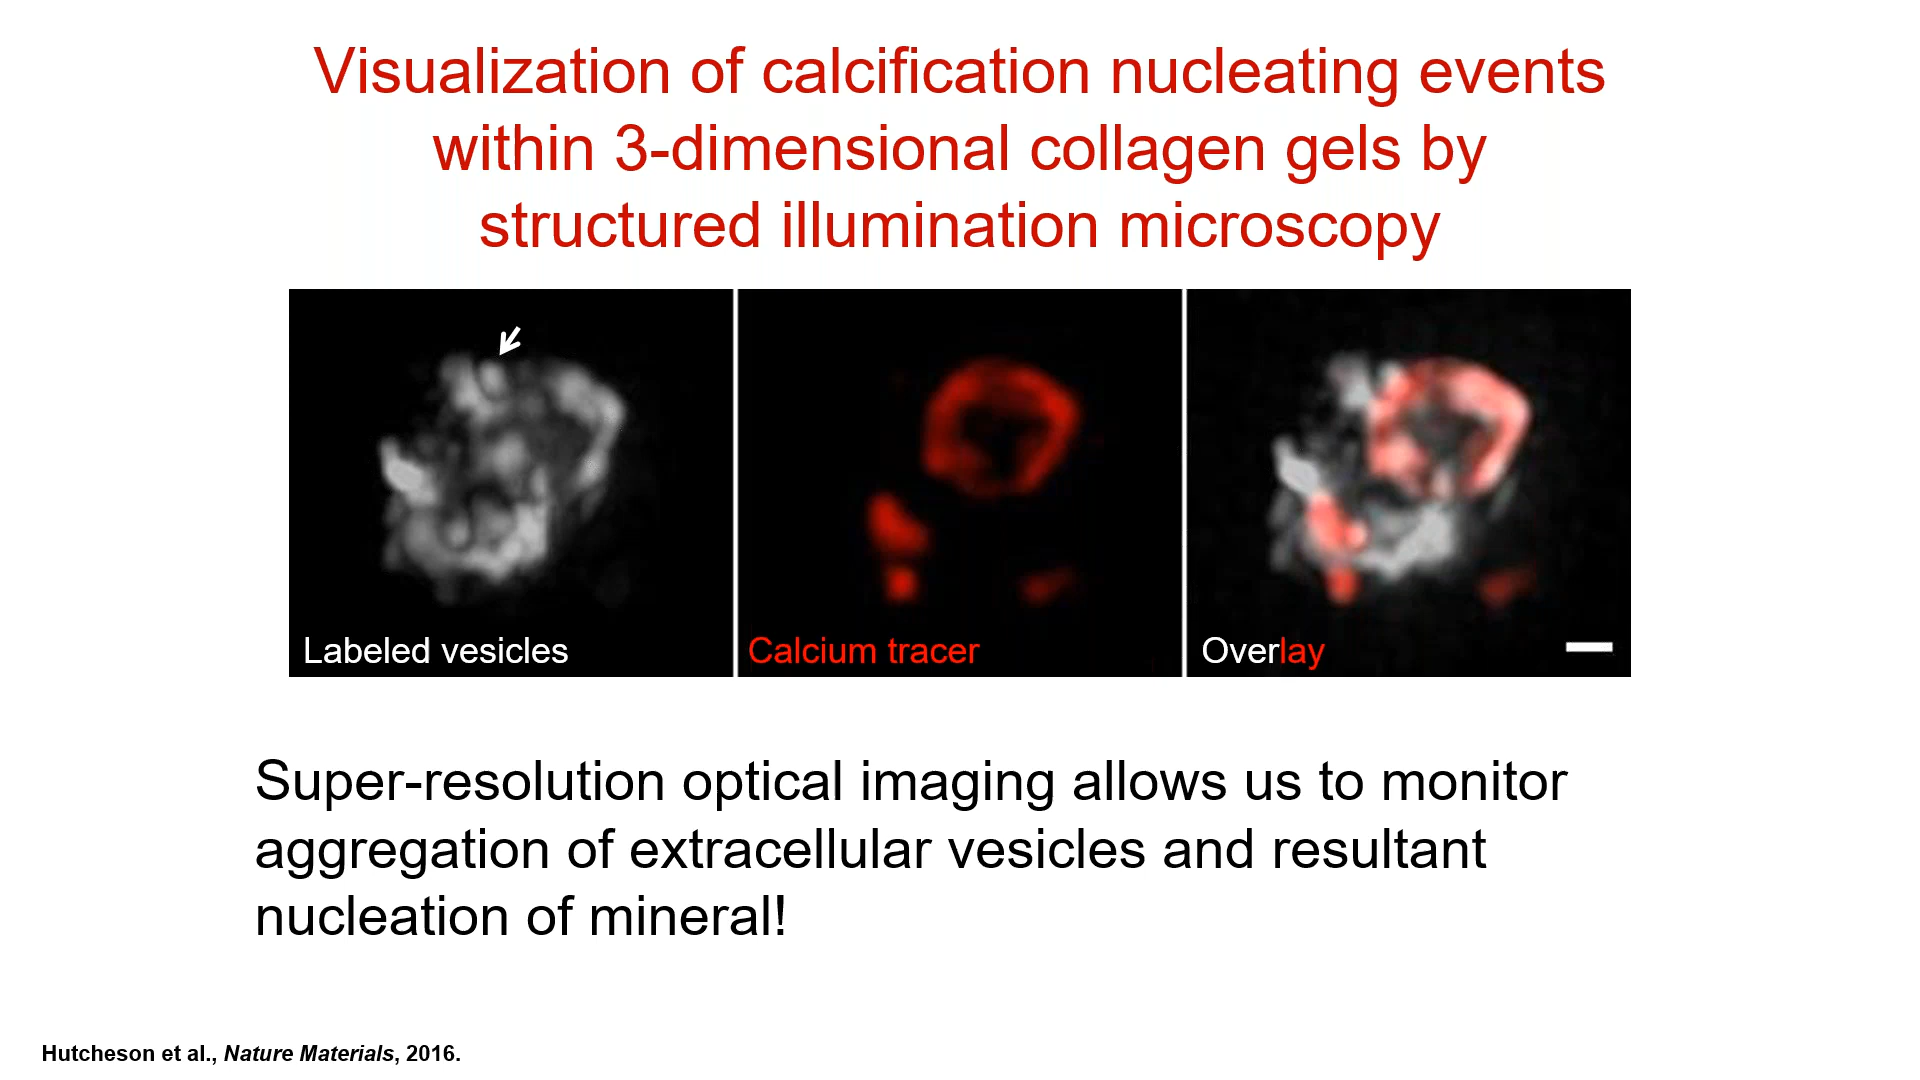 Visualization of calcification nucleating events
within 3-dimensional collagen gels by
structured illumination microscopy
Labeled vesicles
Calcium tracer
Overlay
Super-resolution optical imaging allows us to monitor
aggregation of extracellular vesicles and resultant
nucleation of mineral!
Hutcheson et al., Nature Materials, 2016.